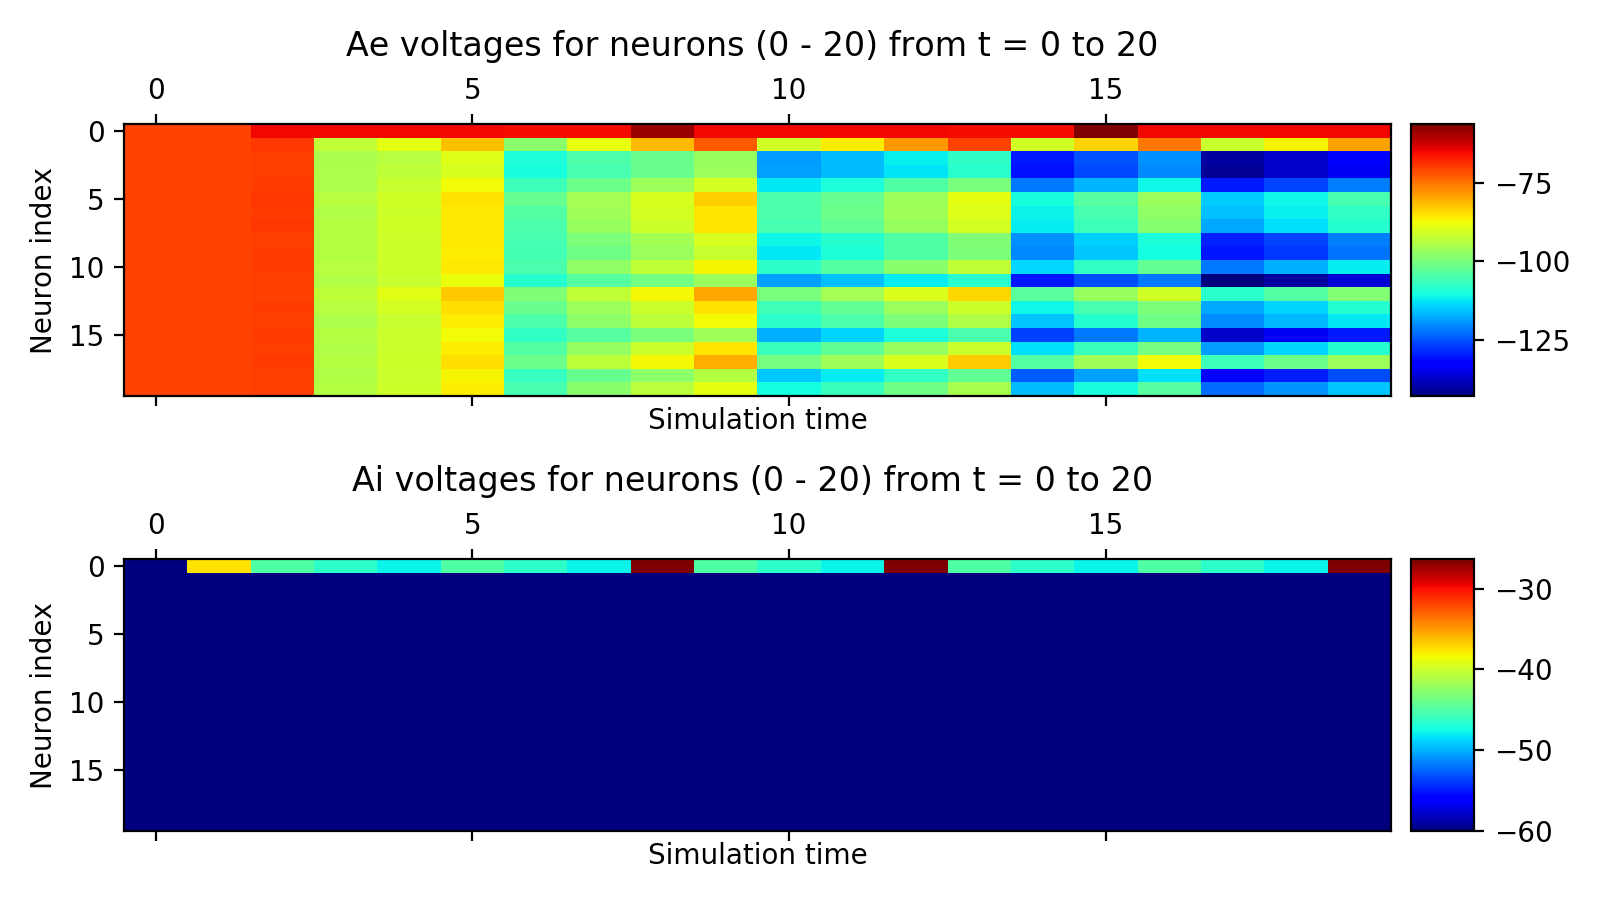 Ae voltages for neurons (0 - 20) from t = 0 to 20
0 5 10 15
Neuron index
0
5
10
15
Simulation time
−75
−100
−125
Ai voltages for neurons (0 - 20) from t = 0 to 20
0 5 10 15
Neuron index
0
5
10
15
Simulation time
−30
−40
−50
−60